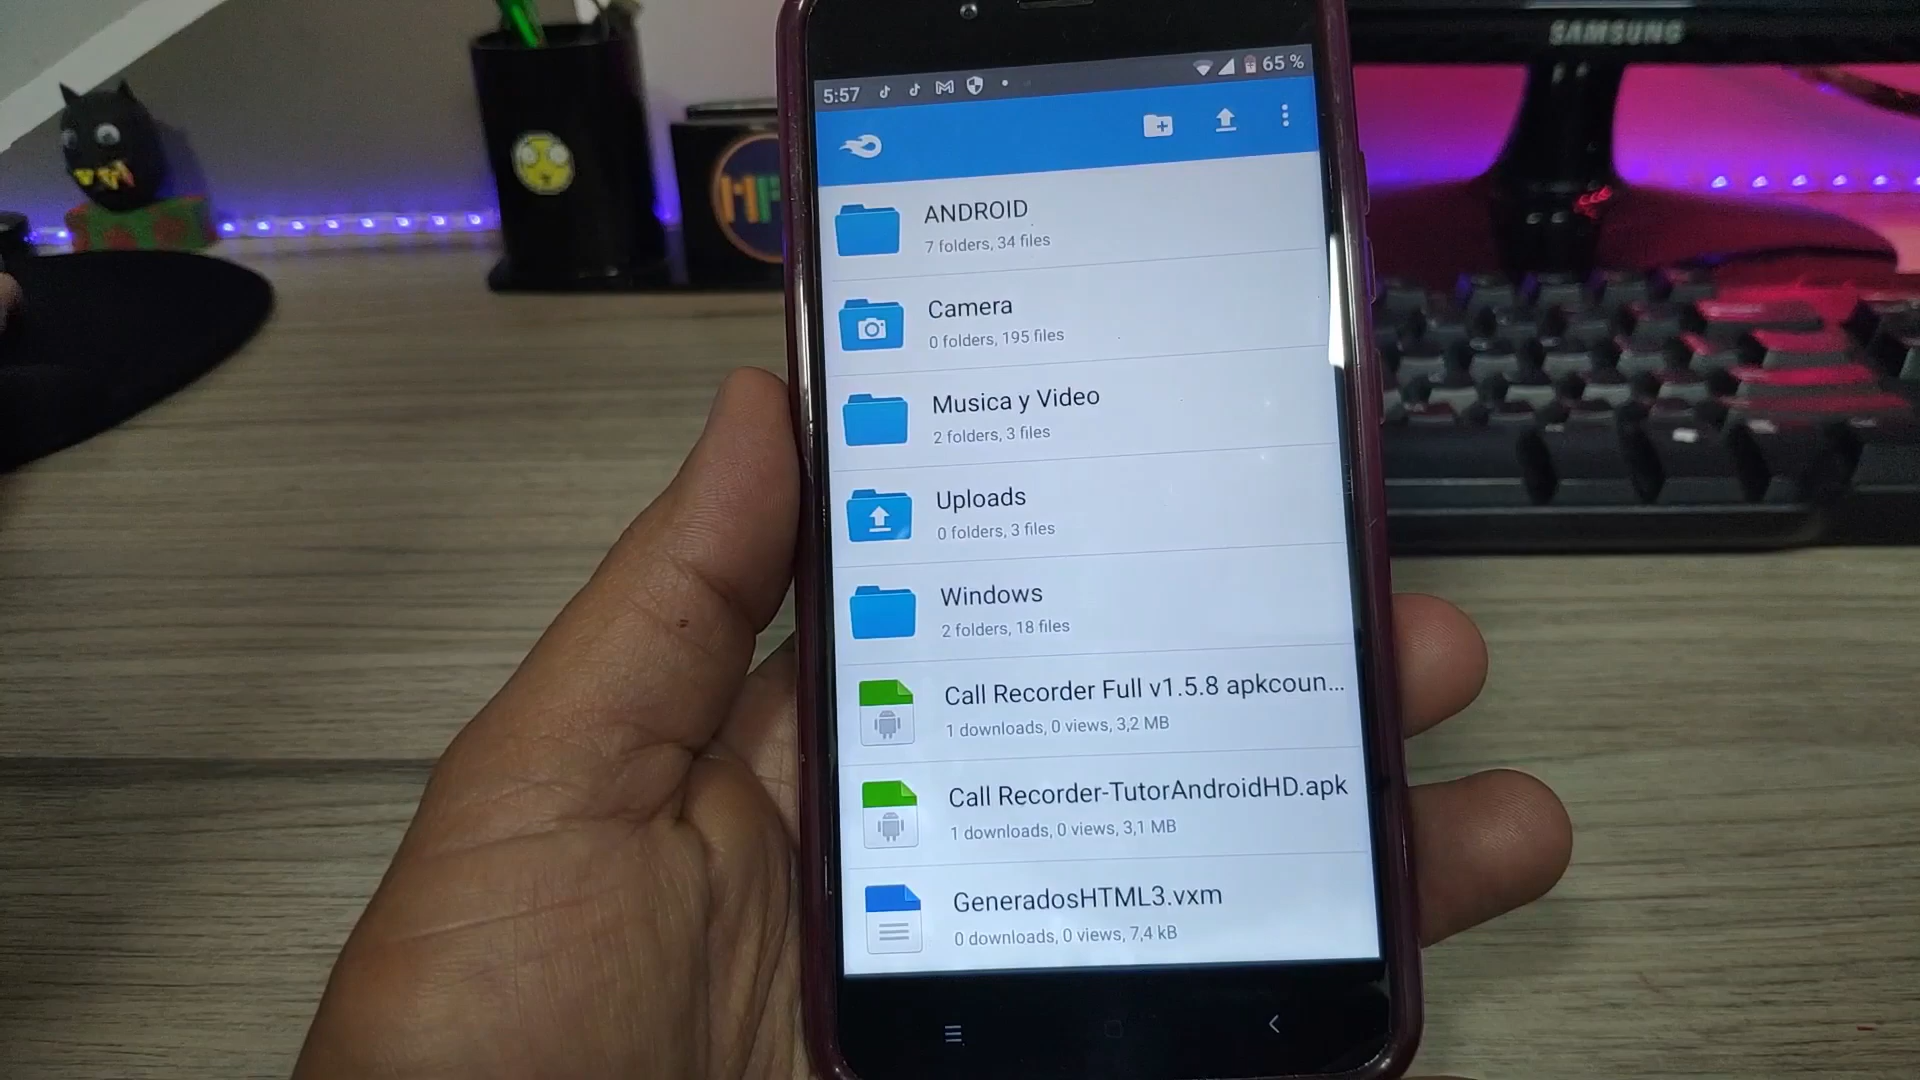 SAMSUNG
5:57
65 %
ANDROID
7 folders, 34 files
Camera
0 folders, 195 files
Musica y Video
2 folders, 3 files
Uploads
0 folders, 3 files
Windows
2 folders, 18 files
Call Recorder Full v1.5.8 apkcoun...
1 downloads, 0 views, 3,2 MB
Call Recorder-TutorAndroidHD.apk
1 downloads, 0 views, 3,1 MB
GeneradosHTML3.vxm
0 downloads, 0 views, 7,4 kB